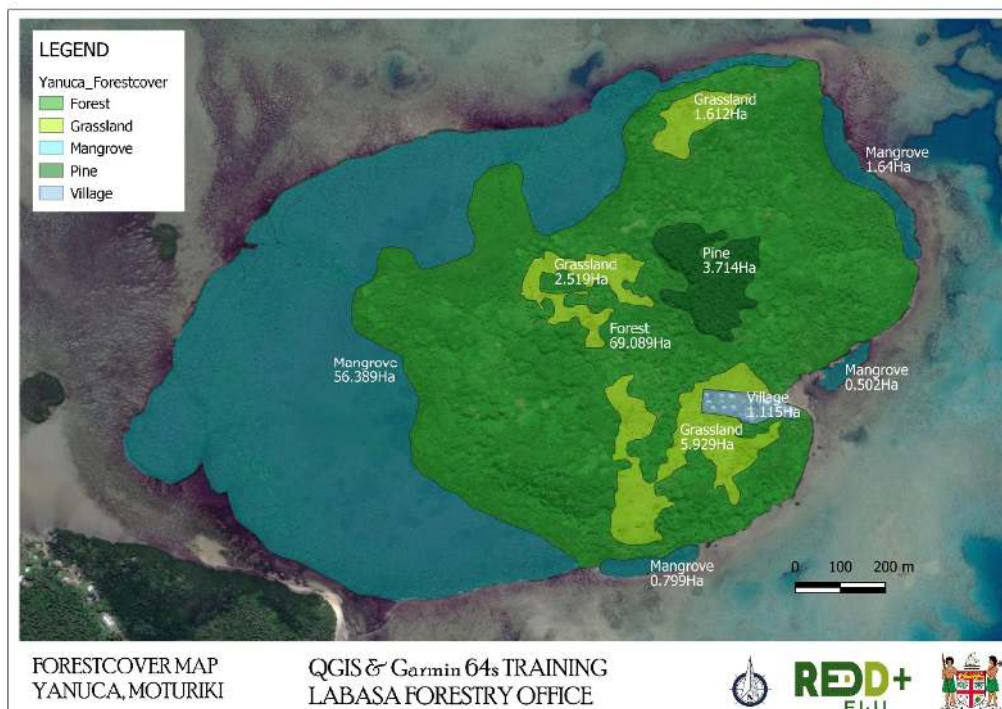 LEGEND
Yanuca_Forestcover
Forest
Grassland
Mangrove
Pine
Village
Grassland
1.612Ha
Mangrove
1.64Ha
Pine
3.714Ha
Grassland
2.519Ha
Forest
69.089Ha
Mangrove
56.389Ha
Mangrove
0.502Ha
Village
1.115Ha
Grassland
5.929Ha
Mangrove
0.799Ha
0 100 200 m
FORESTCOVER MAP
YANUCA, MOTURIKI
QGIS & Garmin 64s TRAINING
LABASA FORESTRY OFFICE
REDD+